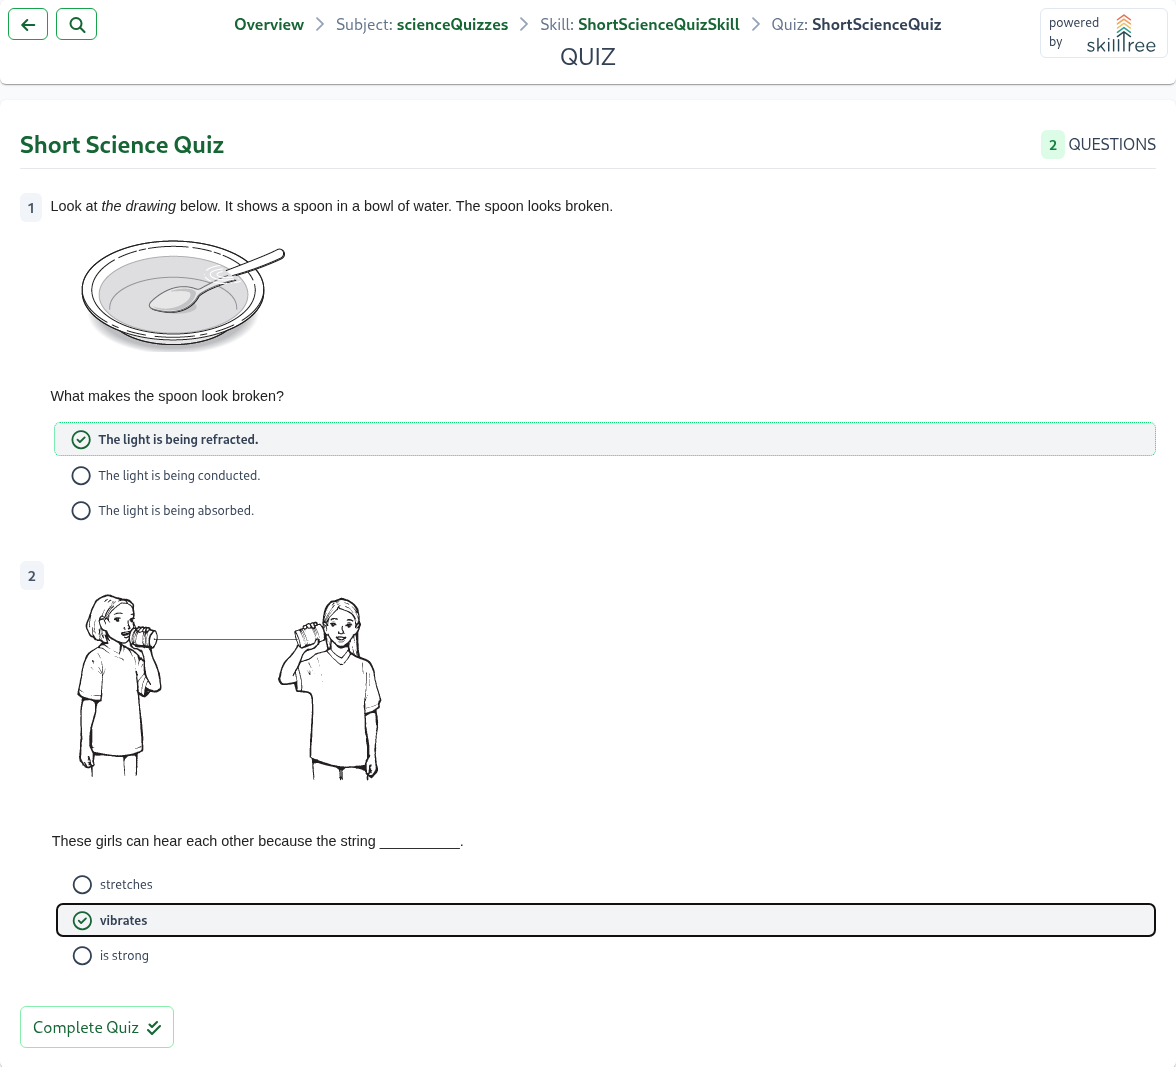 Overview > Subject: scienceQuizzes > Skill: ShortScienceQuizSkill > Quiz: ShortScienceQuiz
QUIZ
powered
by
skilltree
Short Science Quiz
2 QUESTIONS
1 Look at the drawing below. It shows a spoon in a bowl of water. The spoon looks broken.
What makes the spoon look broken?
The light is being refracted.
The light is being conducted.
The light is being absorbed.
2
These girls can hear each other because the string __________.
stretches
vibrates
is strong
Complete Quiz